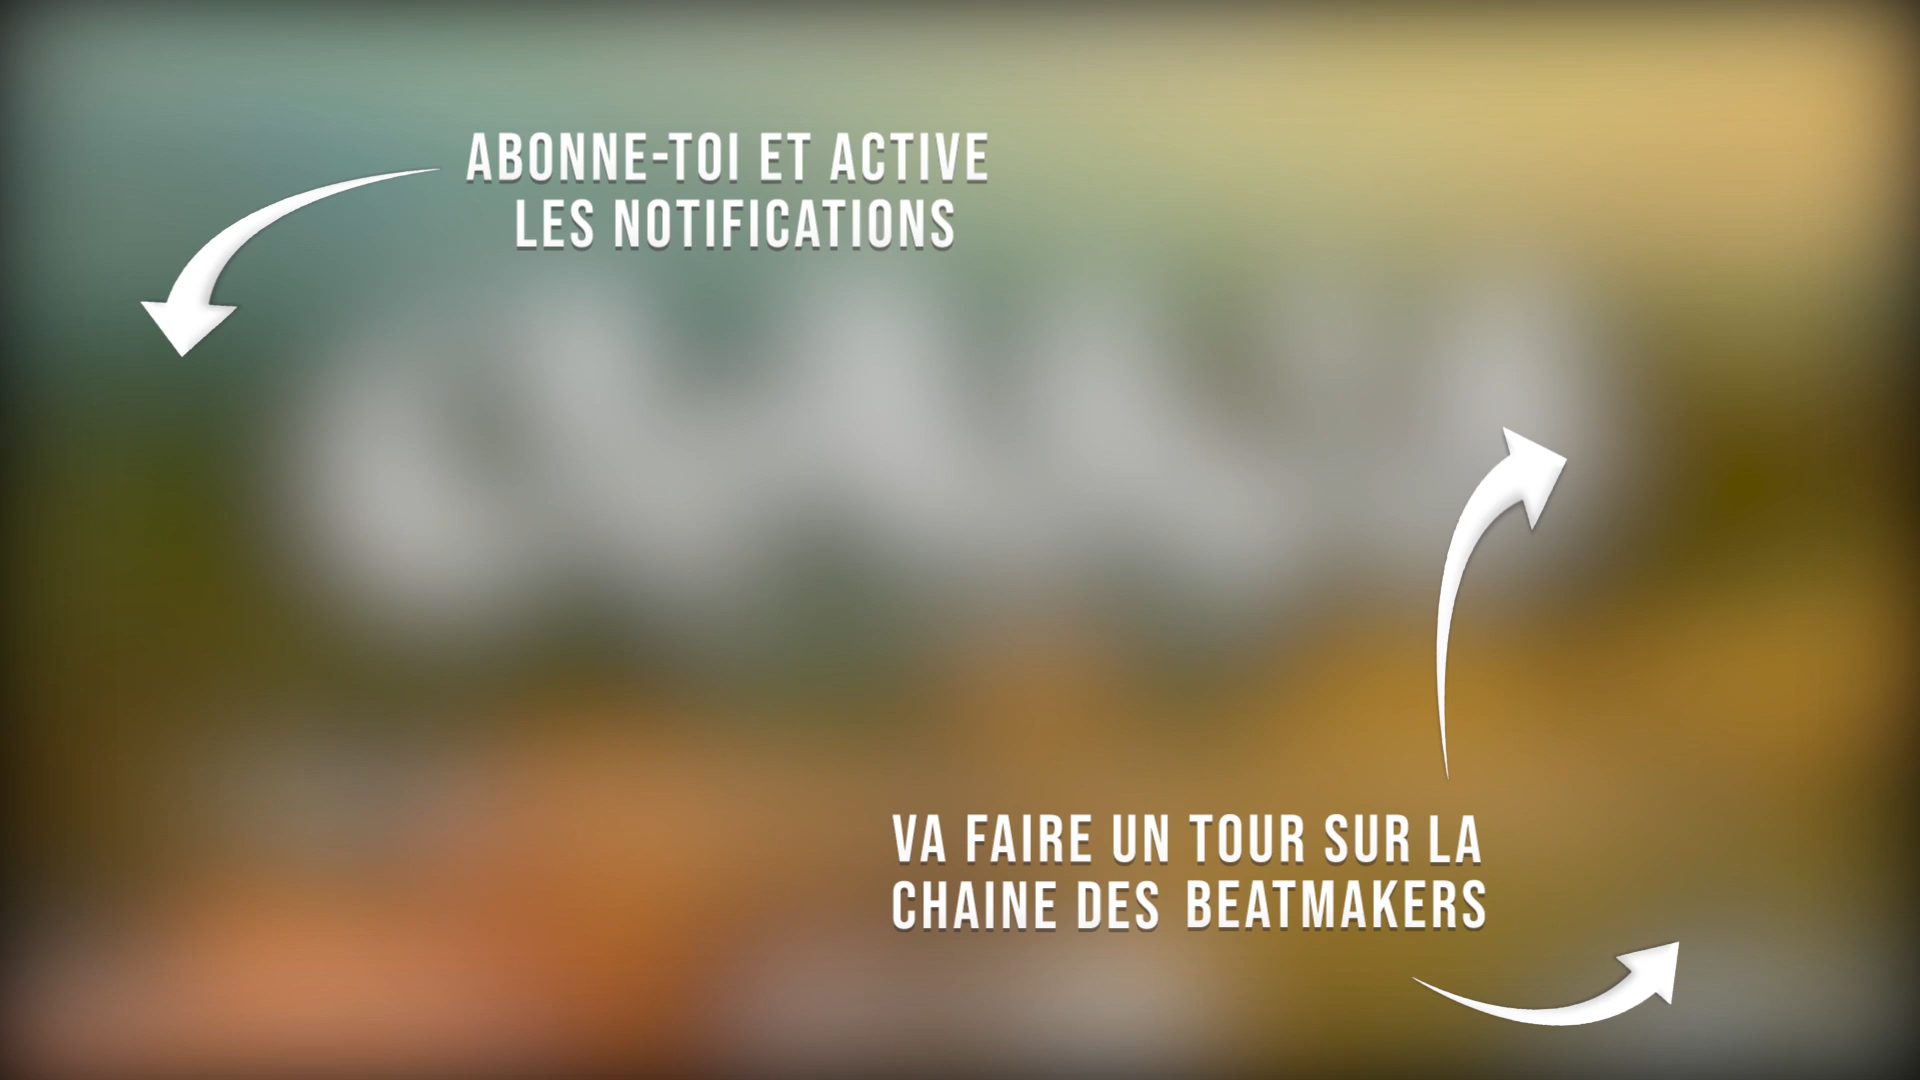 ABONNE-TOI ET ACTIVE
LES NOTIFICATIONS
VA FAIRE UN TOUR SUR LA
CHAINE DES BEATMAKERS